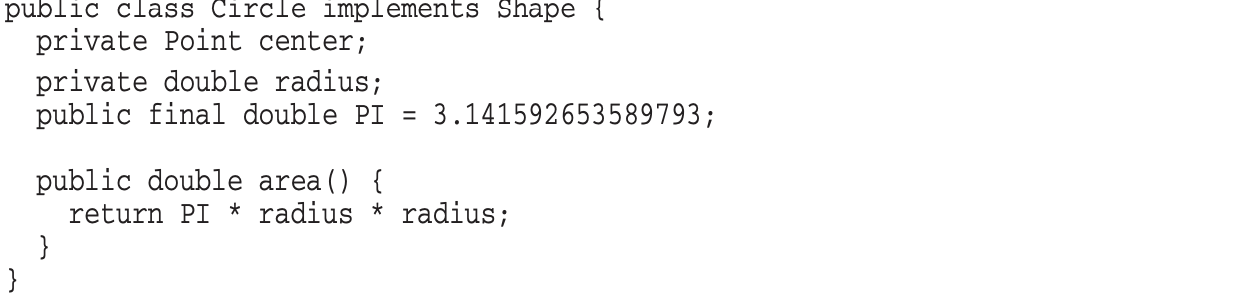 public class Circle implements Shape {
  private Point center;
  private double radius;
  public final double PI = 3.141592653589793;

  public double area() {
    return PI * radius * radius;
  }
}